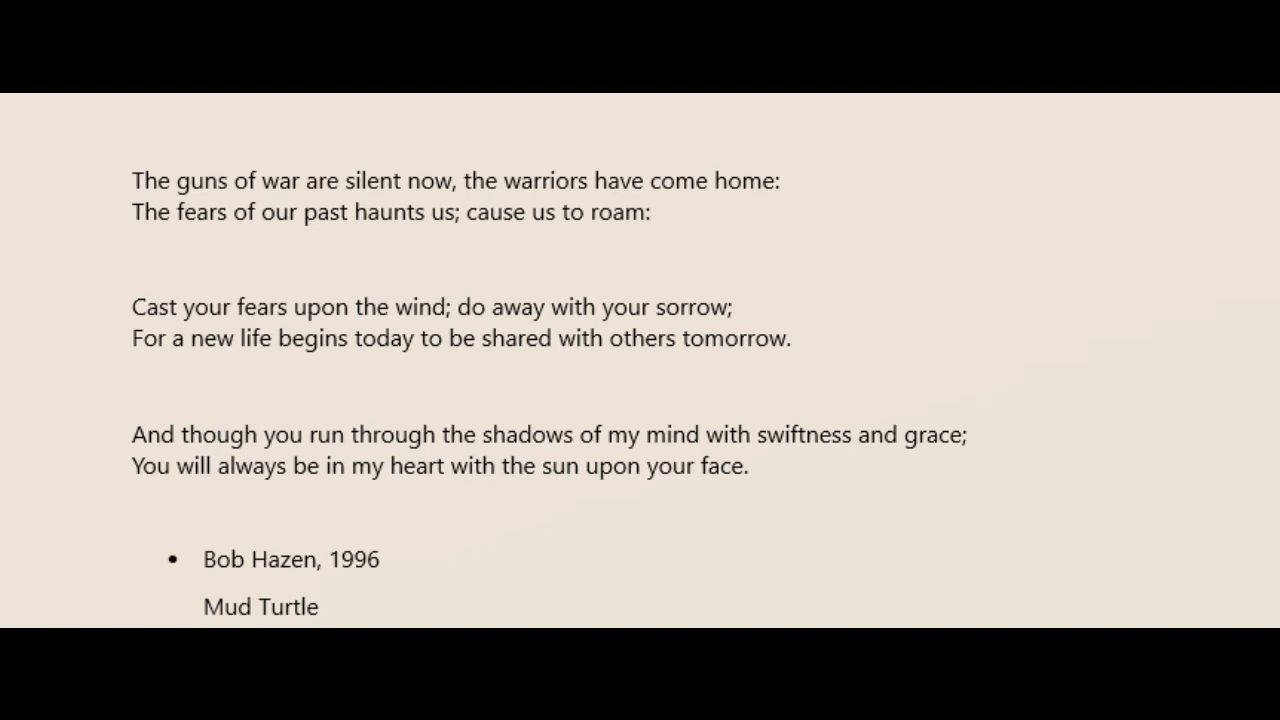 The guns of war are silent now, the warriors have come home:
The fears of our past haunts us; cause us to roam:
Cast your fears upon the wind; do away with your sorrow;
For a new life begins today to be shared with others tomorrow.
And though you run through the shadows of my mind with swiftness and grace;
You will always be in my heart with the sun upon your face.
• Bob Hazen, 1996
Mud Turtle